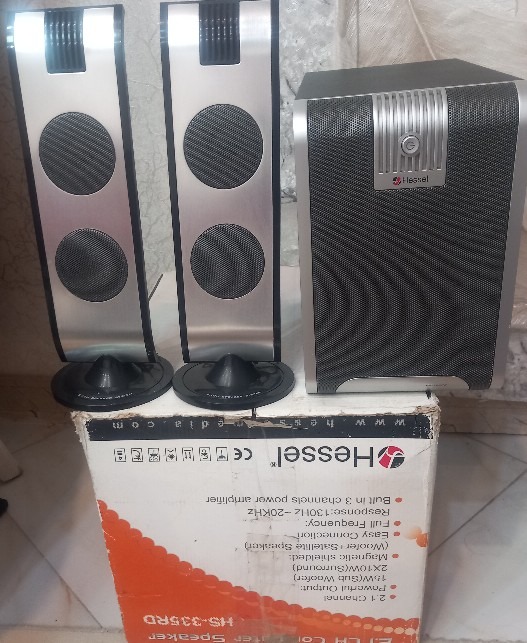 Hessel
www.hessmedia.com
Hessel®
CE
2.1 CH Computer Speaker
HS-335RD
● 2.1 Channel
● Powerful Output:
15W(Sub Woofer)
2X10W(Surround)
● Magnetic shielded:
(Woofer+Satellite Speaker)
● Easy Connection
● Full Frequency:
Response:130Hz~20KHz
● Built in 3 channels power amplifier